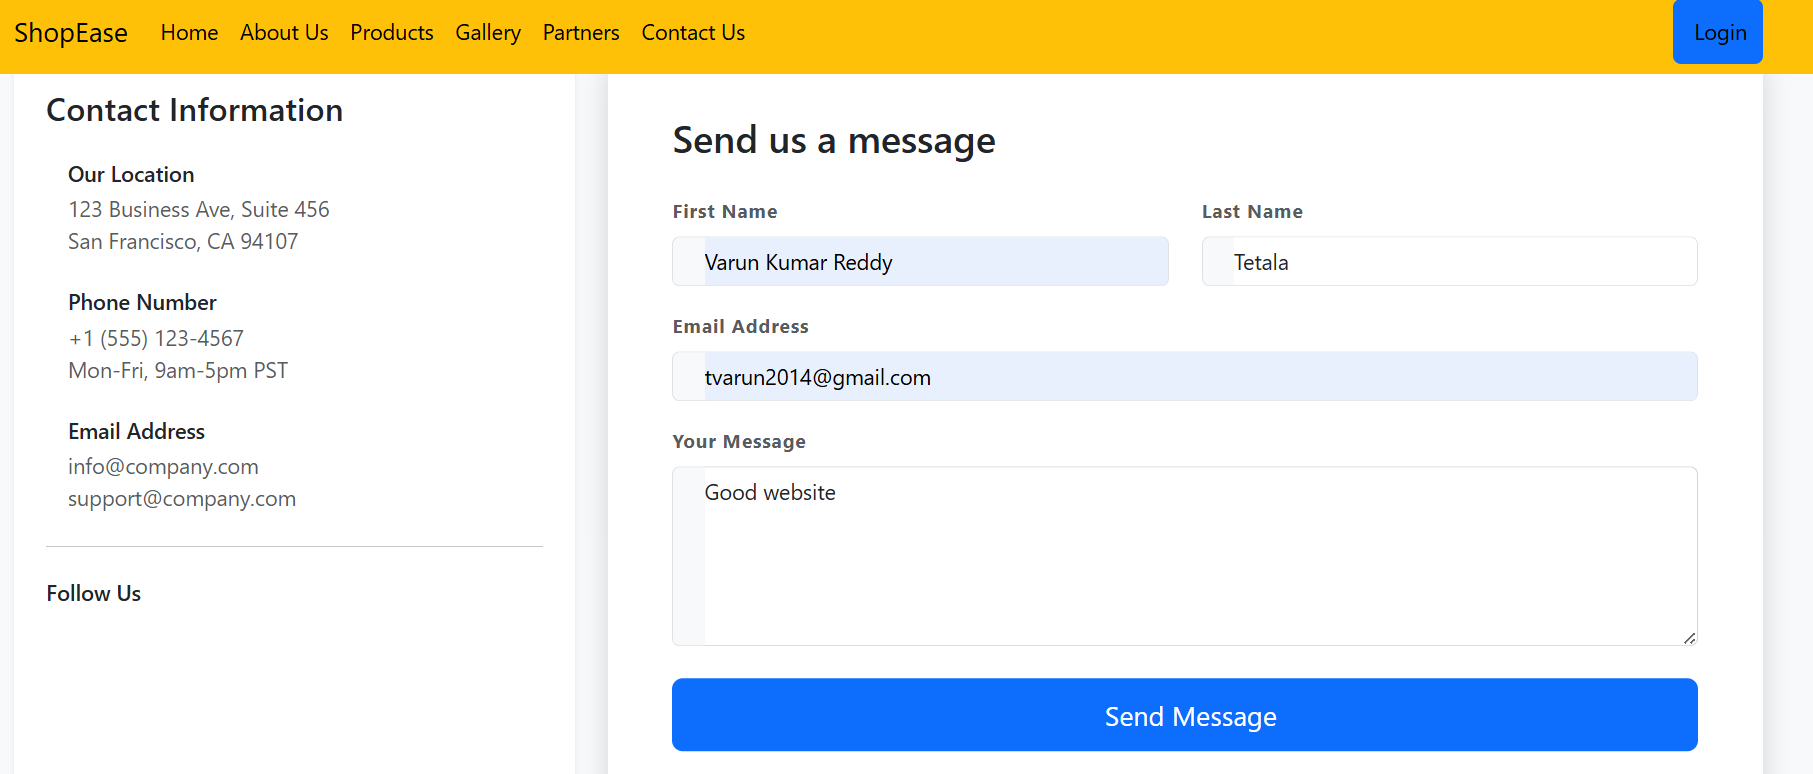 ShopEase Home About Us Products Gallery Partners Contact Us Login
Contact Information
Our Location
123 Business Ave, Suite 456
San Francisco, CA 94107
Phone Number
+1 (555) 123-4567
Mon-Fri, 9am-5pm PST
Email Address
info@company.com
support@company.com
Follow Us
Send us a message
First Name Last Name
Varun Kumar Reddy Tetala
Email Address
tvarun2014@gmail.com
Your Message
Good website
Send Message